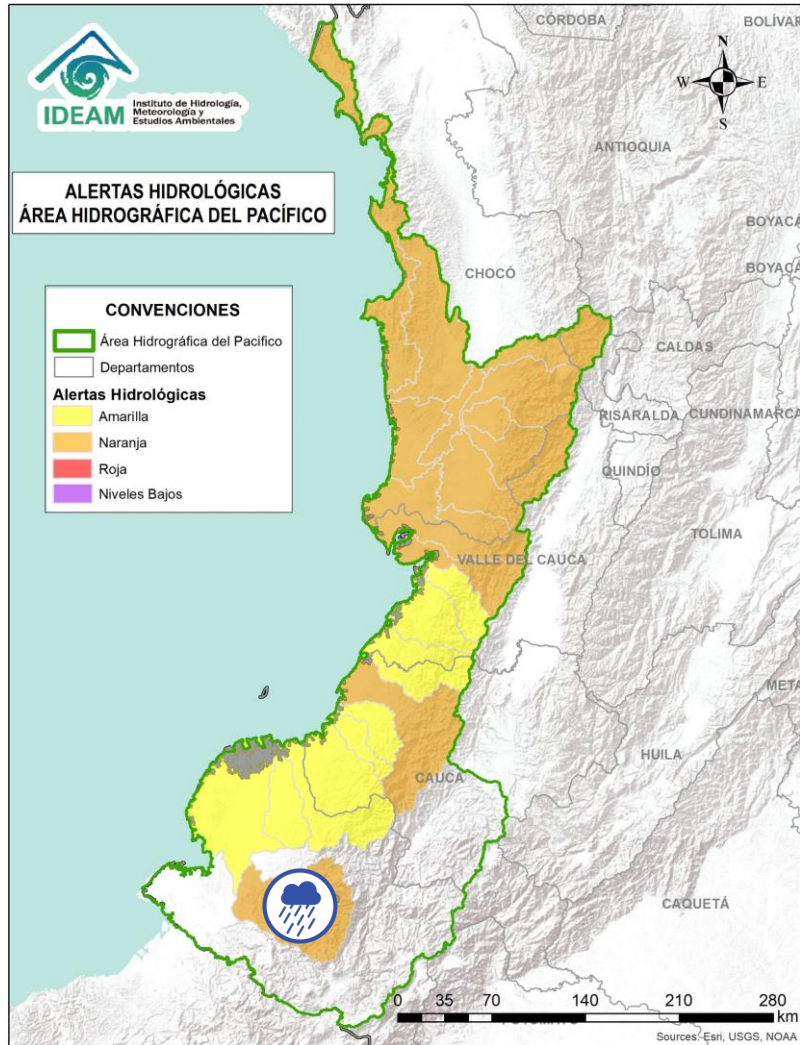 IDEAM
Instituto de Hidrología,
Meteorología y
Estudios Ambientales
ALERTAS HIDROLÓGICAS
ÁREA HIDROGRÁFICA DEL PACÍFICO
CONVENCIONES
Área Hidrográfica del Pacifico
Departamentos
Alertas Hidrológicas
Amarilla
Naranja
Roja
Niveles Bajos
CÓRDOBA
BOLÍVAR
N
W E
S
ANTIOQUIA
BOYACÁ
BOYACÁ
CHOCÓ
CALDAS
RISARALDA
CUNDINAMARCA
QUINDÍO
TOLIMA
VALLE DEL CAUCA
META
HUILA
CAUCA
CAQUETÁ
0 35 70 140 210 280
km
Sources: Esri, USGS, NOAA